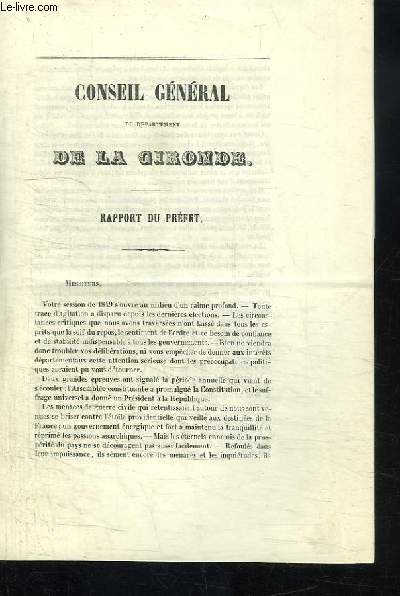 Le-livre.com
CONSEIL GÉNÉRAL
DU DÉPARTEMENT
DE LA GIRONDE.
RAPPORT DU PRÉFET.
MESSIEURS,
Votre session de 1849 s'ouvre au milieu d'un calme profond. — Toute
trace d'agitation a disparu depuis les dernières élections. — Les circons-
tances critiques que nous avons traversées n'ont laissé dans tous les es-
prits que la soif du repos, le sentiment de l'ordre et ce besoin de confiance
et de stabilité indispensable à tous les gouvernements. — Rien ne viendra
donc troubler vos délibérations, ni vous empêcher de donner aux intérêts
départementaux cette attention sérieuse dont les préoccupations politi-
ques auraient pu vous détourner.
Deux grandes épreuves ont signalé la période annuelle qui vient de
s'écouler : l'Assemblée constituante a promulgué la Constitution, et le suf-
frage universel a donné un Président à la République.
Les menaces de guerre civile qui retentissaient autour de nous sont ve-
nues se briser contre l'étoile providentielle qui veille aux destinées de la
France ; un gouvernement énergique et fort a maintenu la tranquillité et
réprimé les passions anarchiques. — Mais les éternels ennemis de la pros-
périté du pays ne se découragent pas aussi facilement. — Refoulés dans
leur impuissance, ils sèment encore des menaces et les inquiétudes, ils